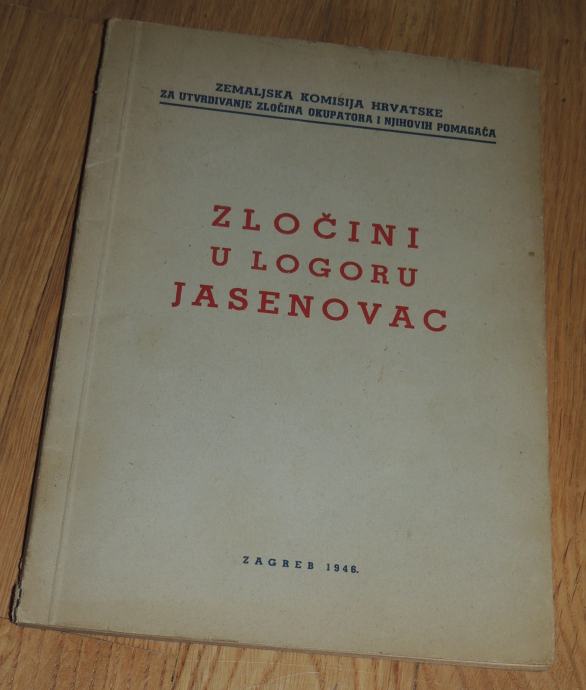 ZEMALJSKA KOMISIJA HRVATSKE
ZA UTVRĐIVANJE ZLOČINA OKUPATORA I NJIHOVIH POMAGAČA
ZLOČINI
U LOGORU
JASENOVAC
ZAGREB 1946.